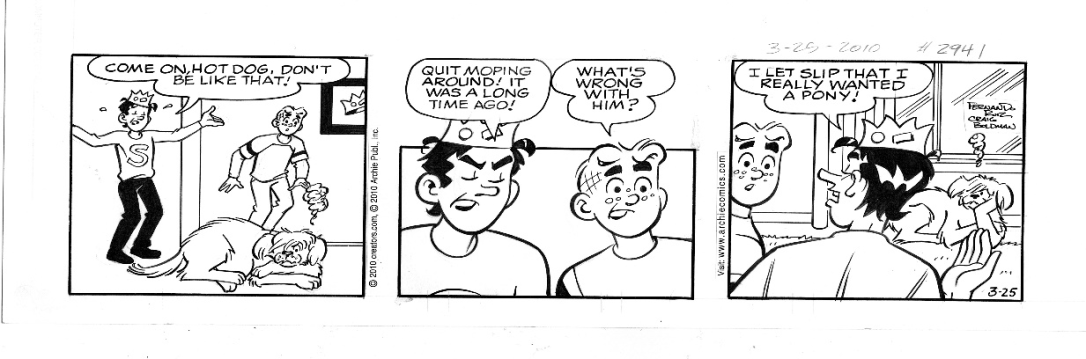 3-25-2010 #2941
COME ON, HOT DOG, DON'T
BE LIKE THAT!
S
© 2010 creators.com, © 2010 Archie Publ., Inc.
QUIT MOPING
AROUND! IT
WAS A LONG
TIME AGO!
WHAT'S
WRONG
WITH
HIM?
Visit: www.archiecomics.com
I LET SLIP THAT I
REALLY WANTED
A PONY!
FERNANDO
RUIZ
CRAIG
BOLDMAN
3-25